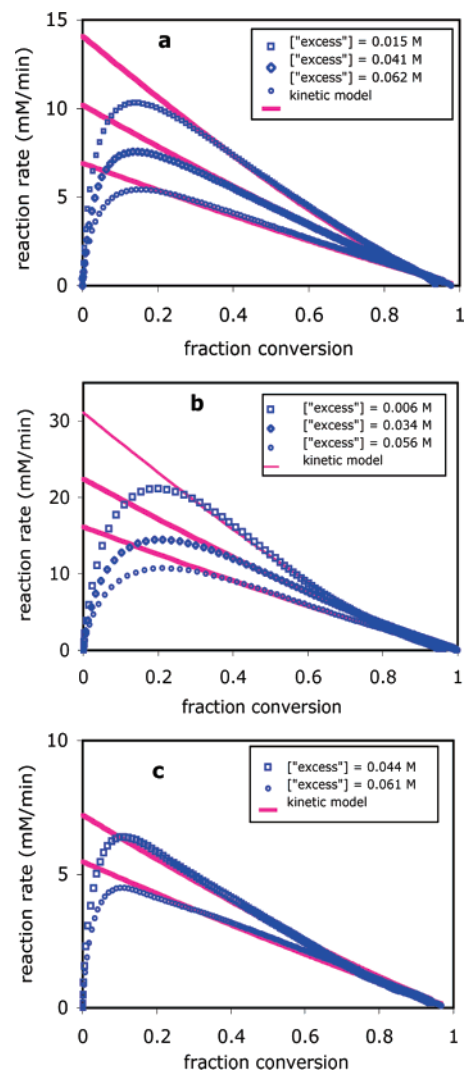 a
["excess"] = 0.015 M
["excess"] = 0.041 M
["excess"] = 0.062 M
kinetic model
15
10
5
0
reaction rate (mM/min)
0 0.2 0.4 0.6 0.8 1
fraction conversion
b
["excess"] = 0.006 M
["excess"] = 0.034 M
["excess"] = 0.056 M
kinetic model
30
20
10
0
reaction rate (mM/min)
0 0.2 0.4 0.6 0.8 1
fraction conversion
c
["excess"] = 0.044 M
["excess"] = 0.061 M
kinetic model
10
5
0
reaction rate (mM/min)
0 0.2 0.4 0.6 0.8 1
fraction conversion